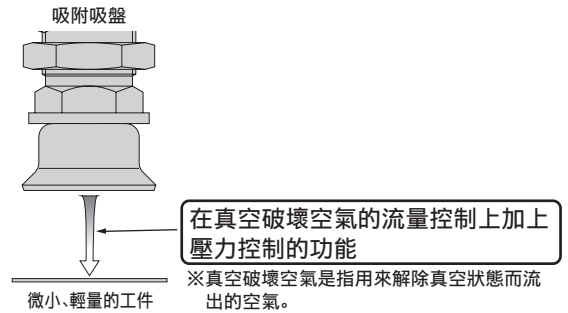 吸附吸盤
在真空破壞空氣的流量控制上加上
壓力控制的功能
※真空破壞空氣是指用來解除真空狀態而流
出的空氣。
微小、輕量的工件